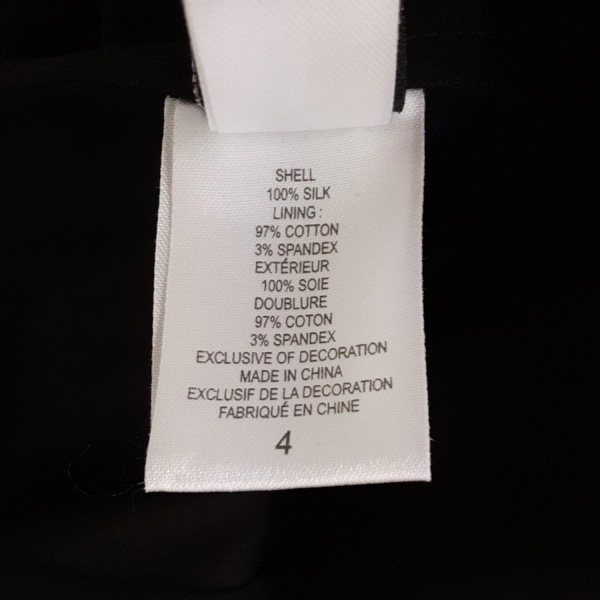 SHELL
100% SILK
LINING :
97% COTTON
3% SPANDEX
EXTÉRIEUR
100% SOIE
DOUBLURE
97% COTON
3% SPANDEX
EXCLUSIVE OF DECORATION
MADE IN CHINA
EXCLUSIF DE LA DECORATION
FABRIQUÉ EN CHINE
4